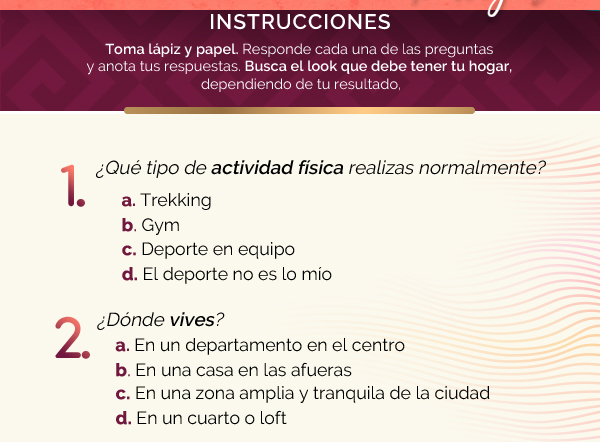 INSTRUCCIONES
Toma lápiz y papel. Responde cada una de las preguntas
y anota tus respuestas. Busca el look que debe tener tu hogar,
dependiendo de tu resultado.
1. ¿Qué tipo de actividad física realizas normalmente?
a. Trekking
b. Gym
c. Deporte en equipo
d. El deporte no es lo mío
2. ¿Dónde vives?
a. En un departamento en el centro
b. En una casa en las afueras
c. En una zona amplia y tranquila de la ciudad
d. En un cuarto o loft